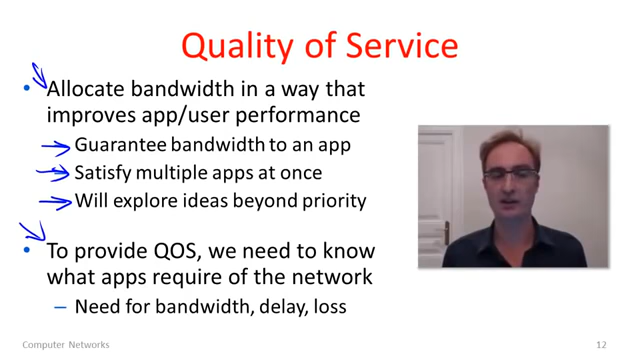 Quality of Service
• Allocate bandwidth in a way that
improves app/user performance
Guarantee bandwidth to an app
Satisfy multiple apps at once
Will explore ideas beyond priority
• To provide QOS, we need to know
what apps require of the network
– Need for bandwidth, delay, loss
Computer Networks
12